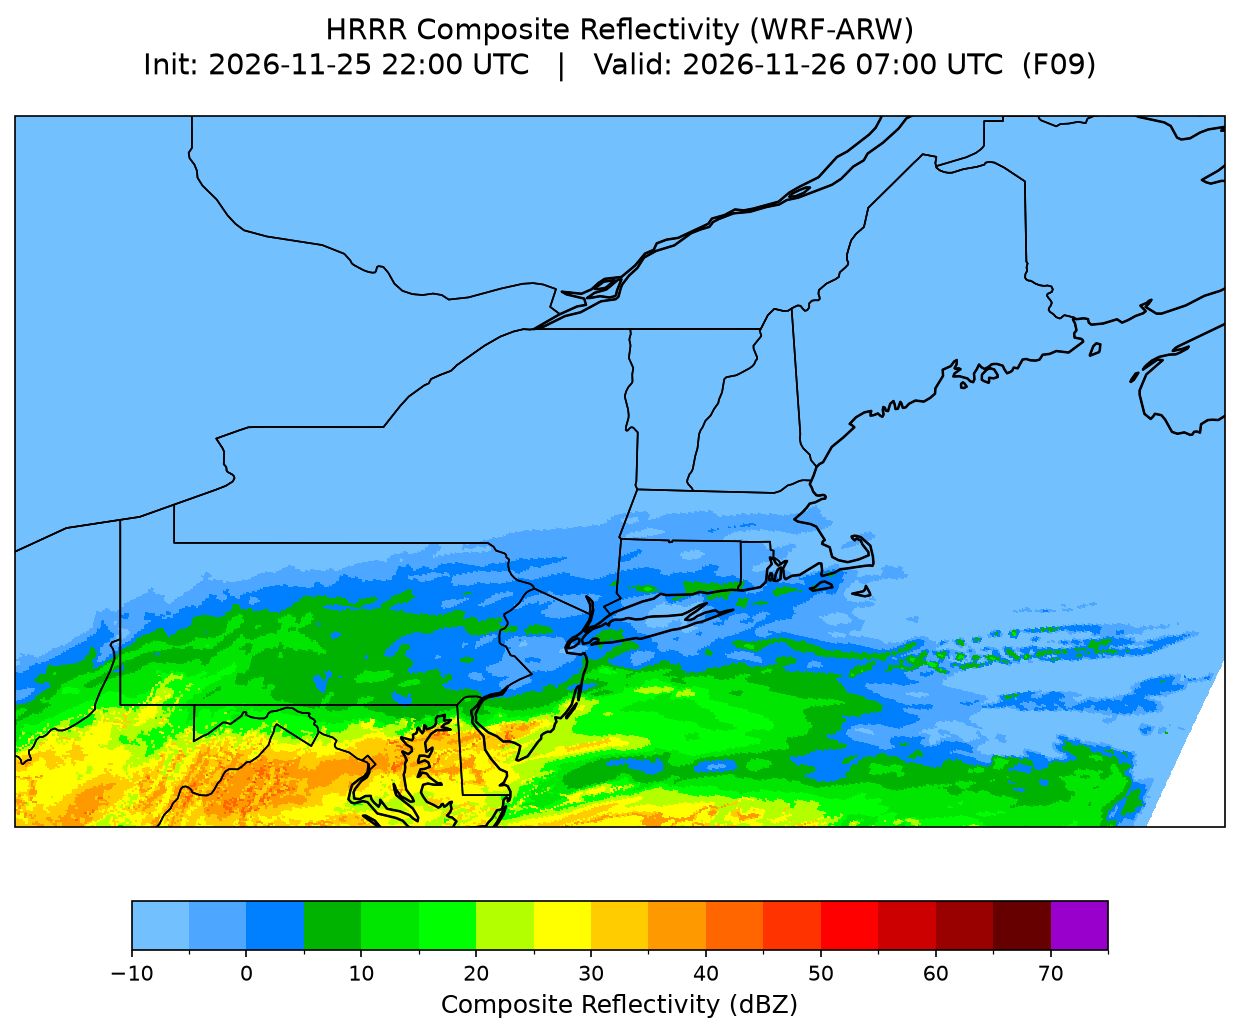 HRRR Composite Reflectivity (WRF-ARW)
Init: 2026-11-25 22:00 UTC   |   Valid: 2026-11-26 07:00 UTC  (F09)
−10 0 10 20 30 40 50 60 70
Composite Reflectivity (dBZ)